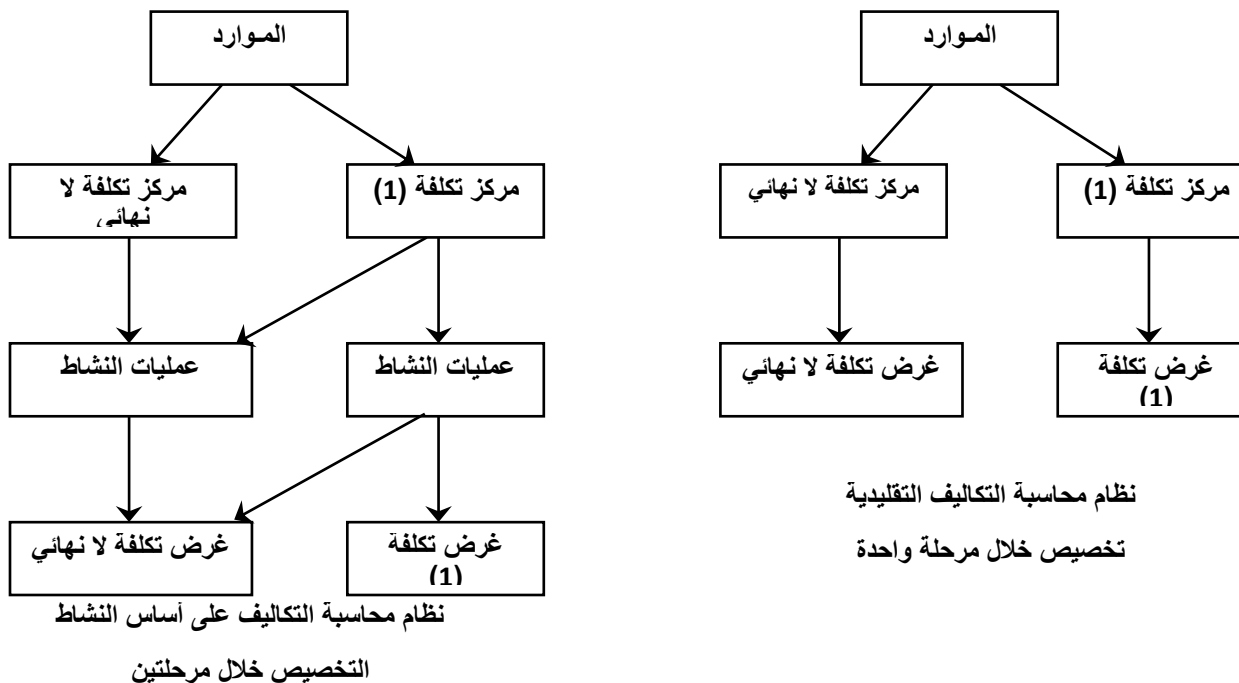 المـوارد
مركز تكلفة (1)
مركز تكلفة لا نهائي
غرض تكلفة
(1)
غرض تكلفة لا نهائي
نظام محاسبة التكاليف التقليدية
تخصيص خلال مرحلة واحدة
المـوارد
مركز تكلفة (1)
مركز تكلفة لا
نهائي
عمليات النشاط
عمليات النشاط
غرض تكلفة
(1)
غرض تكلفة لا نهائي
نظام محاسبة التكاليف على أساس النشاط
التخصيص خلال مرحلتين